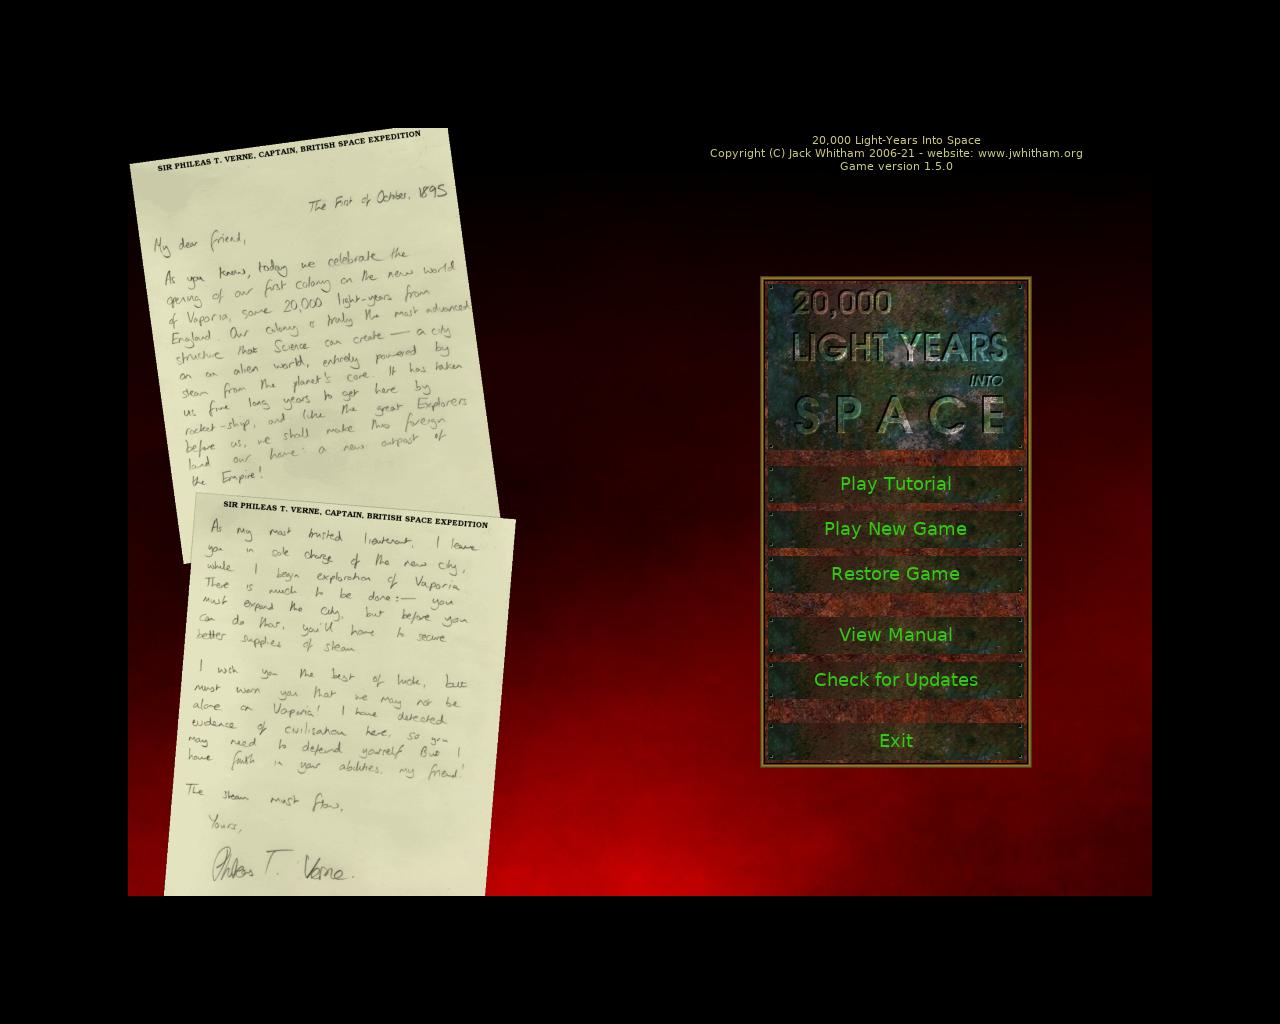 SIR PHILEAS T. VERNE, CAPTAIN, BRITISH SPACE EXPEDITION
The First of October, 1895
My dear friend,
As you know, today we celebrate the
opening of our first colony on the new world
of Vaporia, some 20,000 light-years from
England. Our colony is truly the most advanced
structure that Science can create — a city
on an alien world, entirely powered by
steam from the planet's core. It has taken
us five long years to get here by
rocket-ship, and like the great Explorers
before us, we shall make this foreign
land our home: a new outpost of
the Empire!
SIR PHILEAS T. VERNE, CAPTAIN, BRITISH SPACE EXPEDITION
As my most trusted lieutenant, I leave
you in sole charge of the new city,
while I begin exploration of Vaporia
There is much to be done:— you
must expand the city, but before you
can do that, you'll have to secure
better supplies of steam
I wish you the best of luck, but
must warn you that we may not be
alone on Vaporia! I have detected
evidence of civilisation here, so you
may need to defend yourself But I
have faith in your abilities, my friend!
The steam must flow.
Yours,
Phileas T. Verne.
20,000 Light-Years Into Space
Copyright (C) Jack Whitham 2006-21 - website: www.jwhitham.org
Game version 1.5.0
20,000
LIGHT YEARS
INTO
SPACE
Play Tutorial
Play New Game
Restore Game
View Manual
Check for Updates
Exit